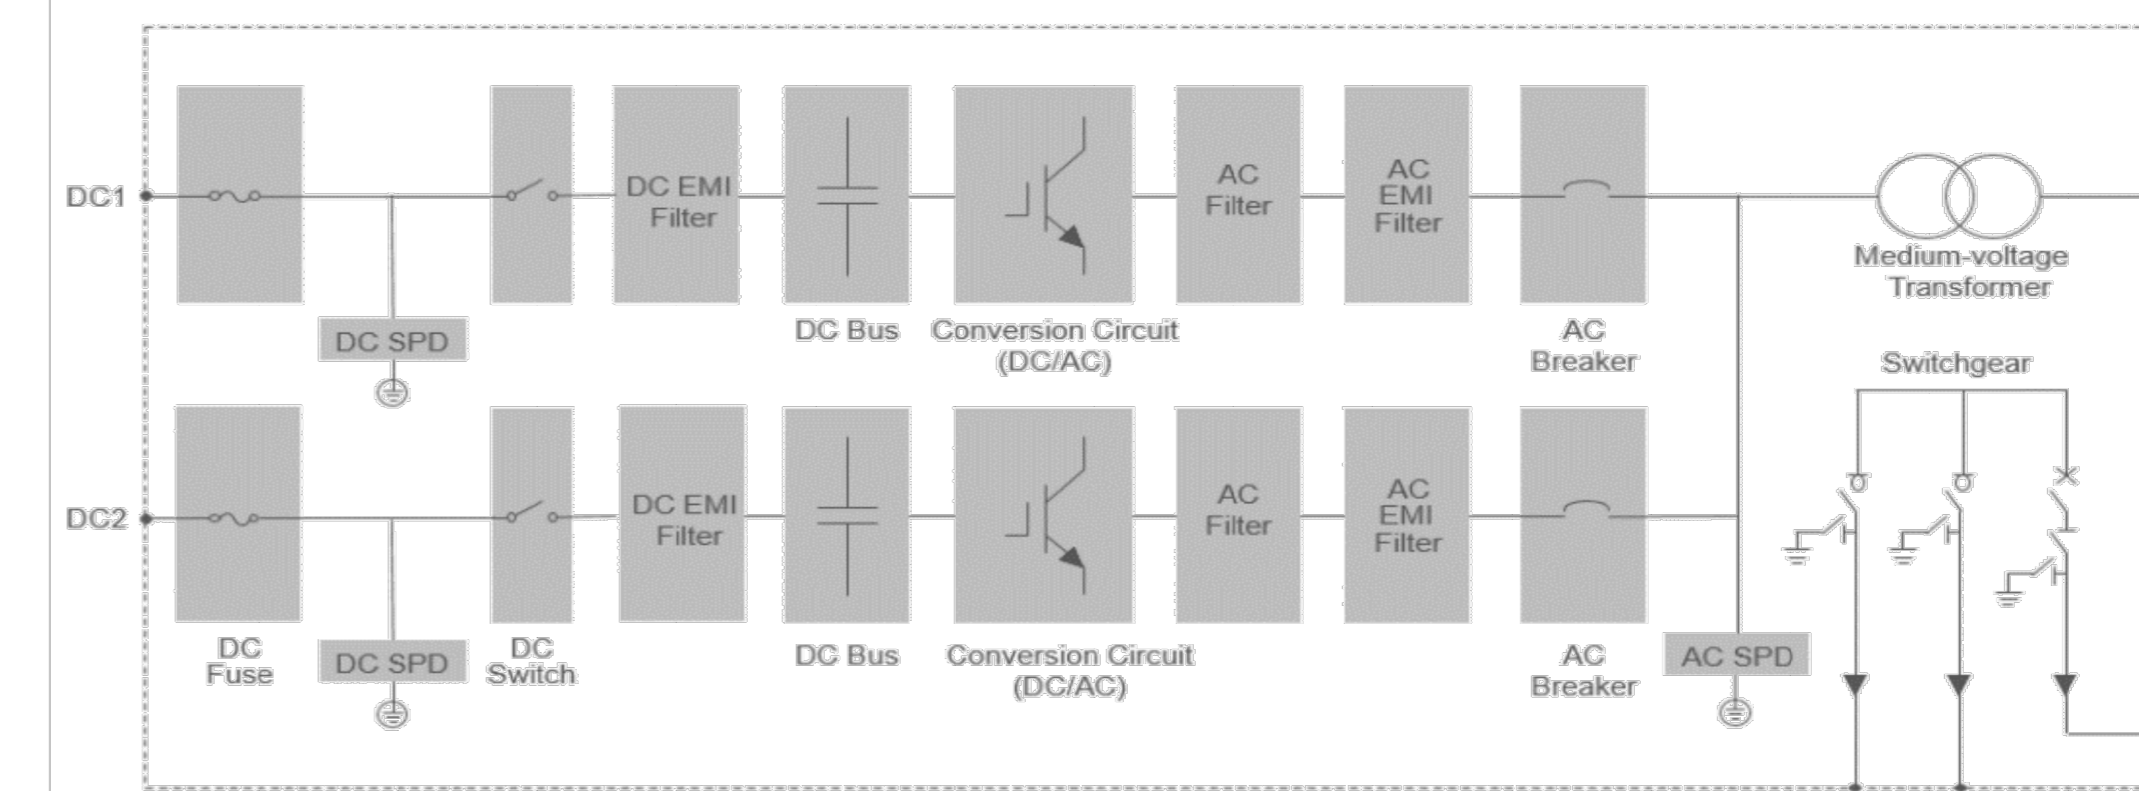 DC1
DC EMI
Filter
AC
Filter
AC
EMI
Filter
Medium-voltage
Transformer
DC SPD
DC Bus
Conversion Circuit
(DC/AC)
AC
Breaker
Switchgear
DC2
DC EMI
Filter
AC
Filter
AC
EMI
Filter
DC
Fuse
DC SPD
DC
Switch
DC Bus
Conversion Circuit
(DC/AC)
AC
Breaker
AC SPD